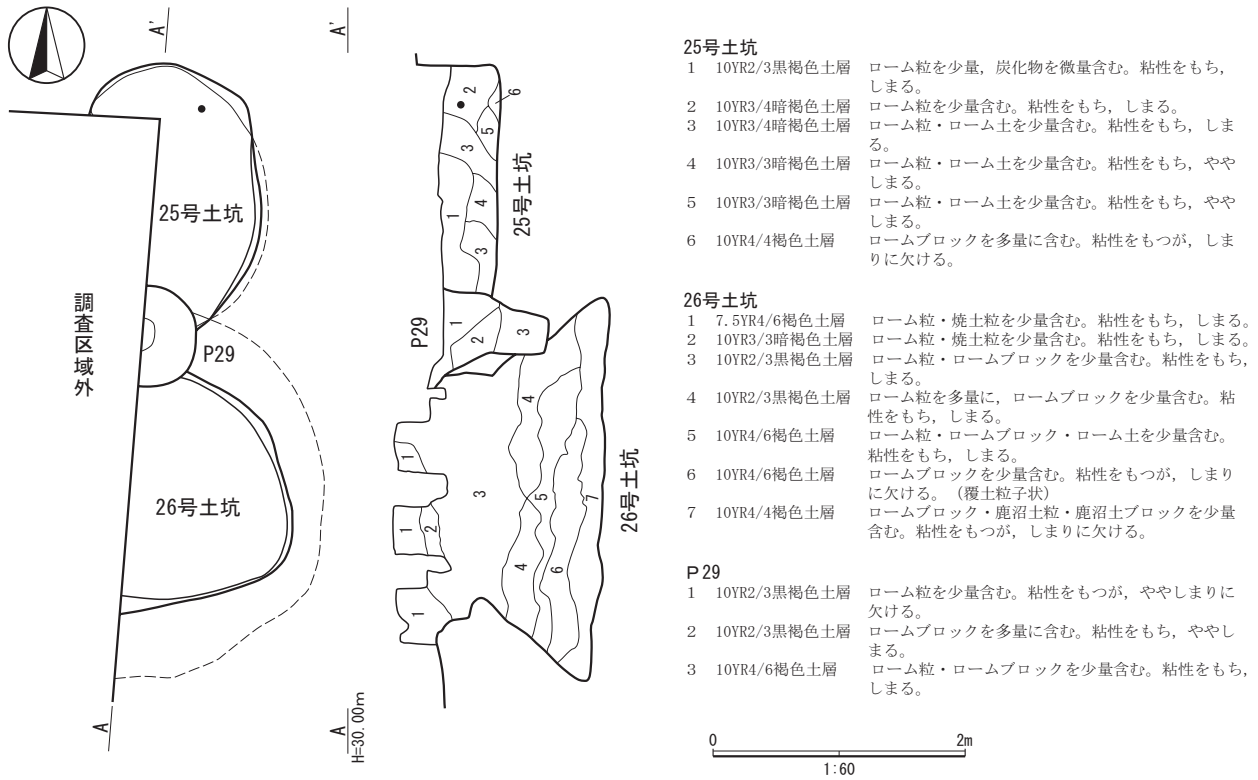 A'
A'
25号土坑
調査区域外
P29
26号土坑
A
A
H=30.00m
2
6
5
3
4
1
3
25号土坑
P29
1
2
3
4
1
3
5
7
1
2
4
6
1
26号土坑
25号土坑
1 10YR2/3黒褐色土層 ローム粒を少量，炭化物を微量含む。粘性をもち，
しまる。
2 10YR3/4暗褐色土層 ローム粒を少量含む。粘性をもち，しまる。
3 10YR3/4暗褐色土層 ローム粒・ローム土を少量含む。粘性をもち，しま
る。
4 10YR3/3暗褐色土層 ローム粒・ローム土を少量含む。粘性をもち，やや
しまる。
5 10YR3/3暗褐色土層 ローム粒・ローム土を少量含む。粘性をもち，やや
しまる。
6 10YR4/4褐色土層 ロームブロックを多量に含む。粘性をもつが，しま
りに欠ける。
26号土坑
1 7.5YR4/6褐色土層 ローム粒・焼土粒を少量含む。粘性をもち，しまる。
2 10YR3/3暗褐色土層 ローム粒・焼土粒を少量含む。粘性をもち，しまる。
3 10YR2/3黒褐色土層 ローム粒・ロームブロックを少量含む。粘性をもち，
しまる。
4 10YR2/3黒褐色土層 ローム粒を多量に，ロームブロックを少量含む。粘
性をもち，しまる。
5 10YR4/6褐色土層 ローム粒・ロームブロック・ローム土を少量含む。
粘性をもち，しまる。
6 10YR4/6褐色土層 ロームブロックを少量含む。粘性をもつが，しまり
に欠ける。（覆土粒子状）
7 10YR4/4褐色土層 ロームブロック・鹿沼土粒・鹿沼土ブロックを少量
含む。粘性をもつが，しまりに欠ける。
Ｐ29
1 10YR2/3黒褐色土層 ローム粒を少量含む。粘性をもつが，ややしまりに
欠ける。
2 10YR2/3黒褐色土層 ロームブロックを多量に含む。粘性をもち，ややし
まる。
3 10YR4/6褐色土層 ローム粒・ロームブロックを少量含む。粘性をもち，
しまる。
0 2m
1:60